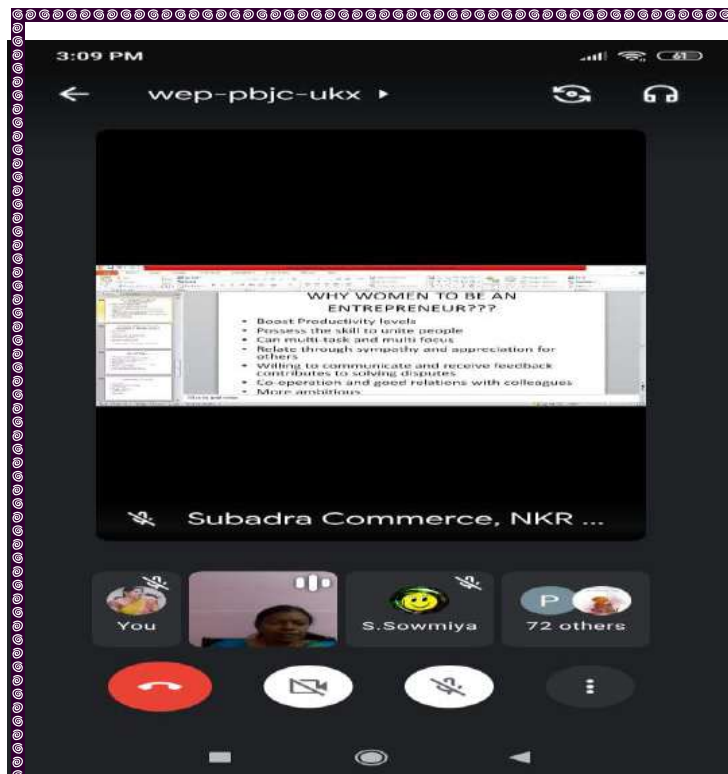 3:09 PM
61
wep-pbjc-ukx
WHY WOMEN TO BE AN
ENTREPRENEUR???
• Boost Productivity levels
• Possess the skill to unite people
• Can multi-task and multi focus
• Relate through sympathy and appreciation for
others
• Willing to communicate and receive feedback
contributes to solving disputes
• Co-operation and good relations with colleagues
• More ambitious
Subadra Commerce, NKR ...
You
S.Sowmiya
P
72 others